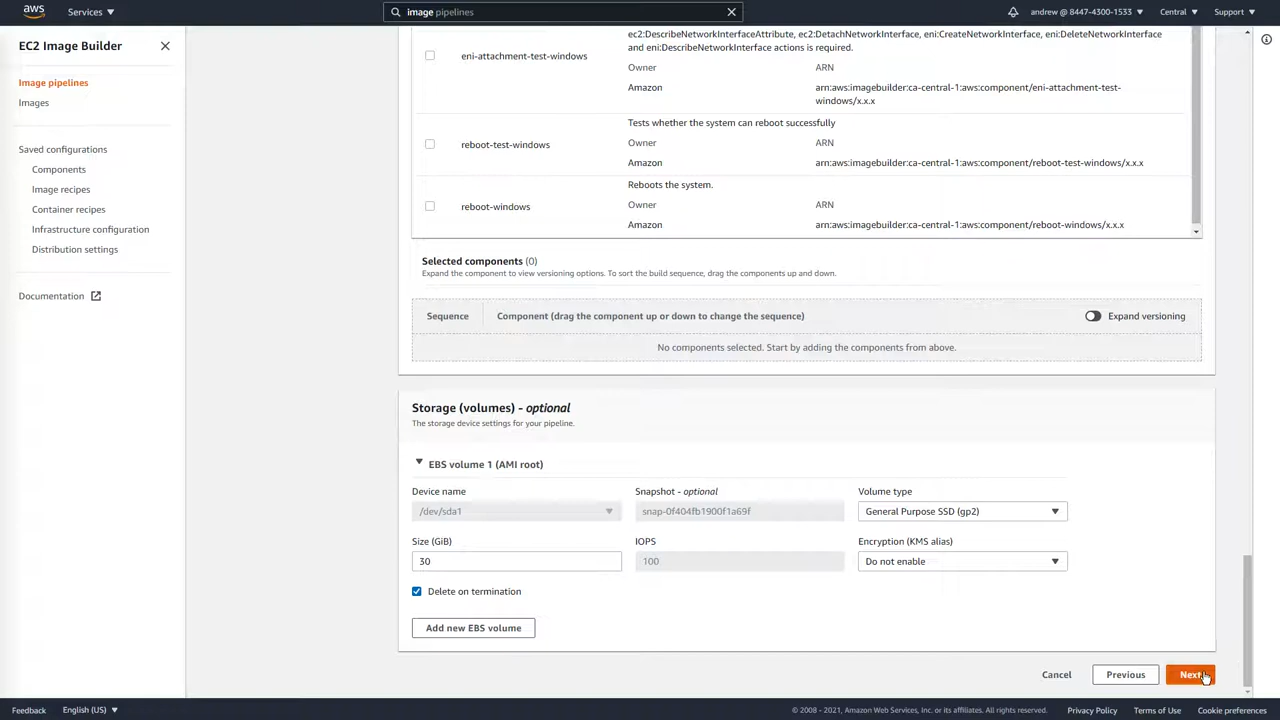 aws
Services
image pipelines
andrew @ 8447-4300-1533
Central
Support
EC2 Image Builder
Image pipelines
Images
Saved configurations
Components
Image recipes
Container recipes
Infrastructure configuration
Distribution settings
Documentation
eni-attachment-test-windows
ec2:DescribeNetworkInterfaceAttribute, ec2:DetachNetworkInterface, eni:CreateNetworkInterface, eni:DeleteNetworkInterface
and eni:DescribeNetworkInterface actions is required.
Owner
ARN
Amazon
arn:aws:imagebuilder:ca-central-1:aws:component/eni-attachment-test-
windows/x.x.x
reboot-test-windows
Tests whether the system can reboot successfully
Owner
ARN
Amazon
arn:aws:imagebuilder:ca-central-1:aws:component/reboot-test-windows/x.x.x
reboot-windows
Reboots the system.
Owner
ARN
Amazon
arn:aws:imagebuilder:ca-central-1:aws:component/reboot-windows/x.x.x
Selected components (0)
Expand the component to view versioning options. To sort the build sequence, drag the components up and down.
Sequence
Component (drag the component up or down to change the sequence)
Expand versioning
No components selected. Start by adding the components from above.
Storage (volumes) - optional
The storage device settings for your pipeline.
EBS volume 1 (AMI root)
Device name
Snapshot - optional
Volume type
/dev/sda1
snap-0f404fb1900f1a69f
General Purpose SSD (gp2)
Size (GiB)
IOPS
Encryption (KMS alias)
30
100
Do not enable
Delete on termination
Add new EBS volume
Cancel
Previous
Next
Feedback
English (US)
© 2008 - 2021, Amazon Web Services, Inc. or its affiliates. All rights reserved.
Privacy Policy
Terms of Use
Cookie preferences